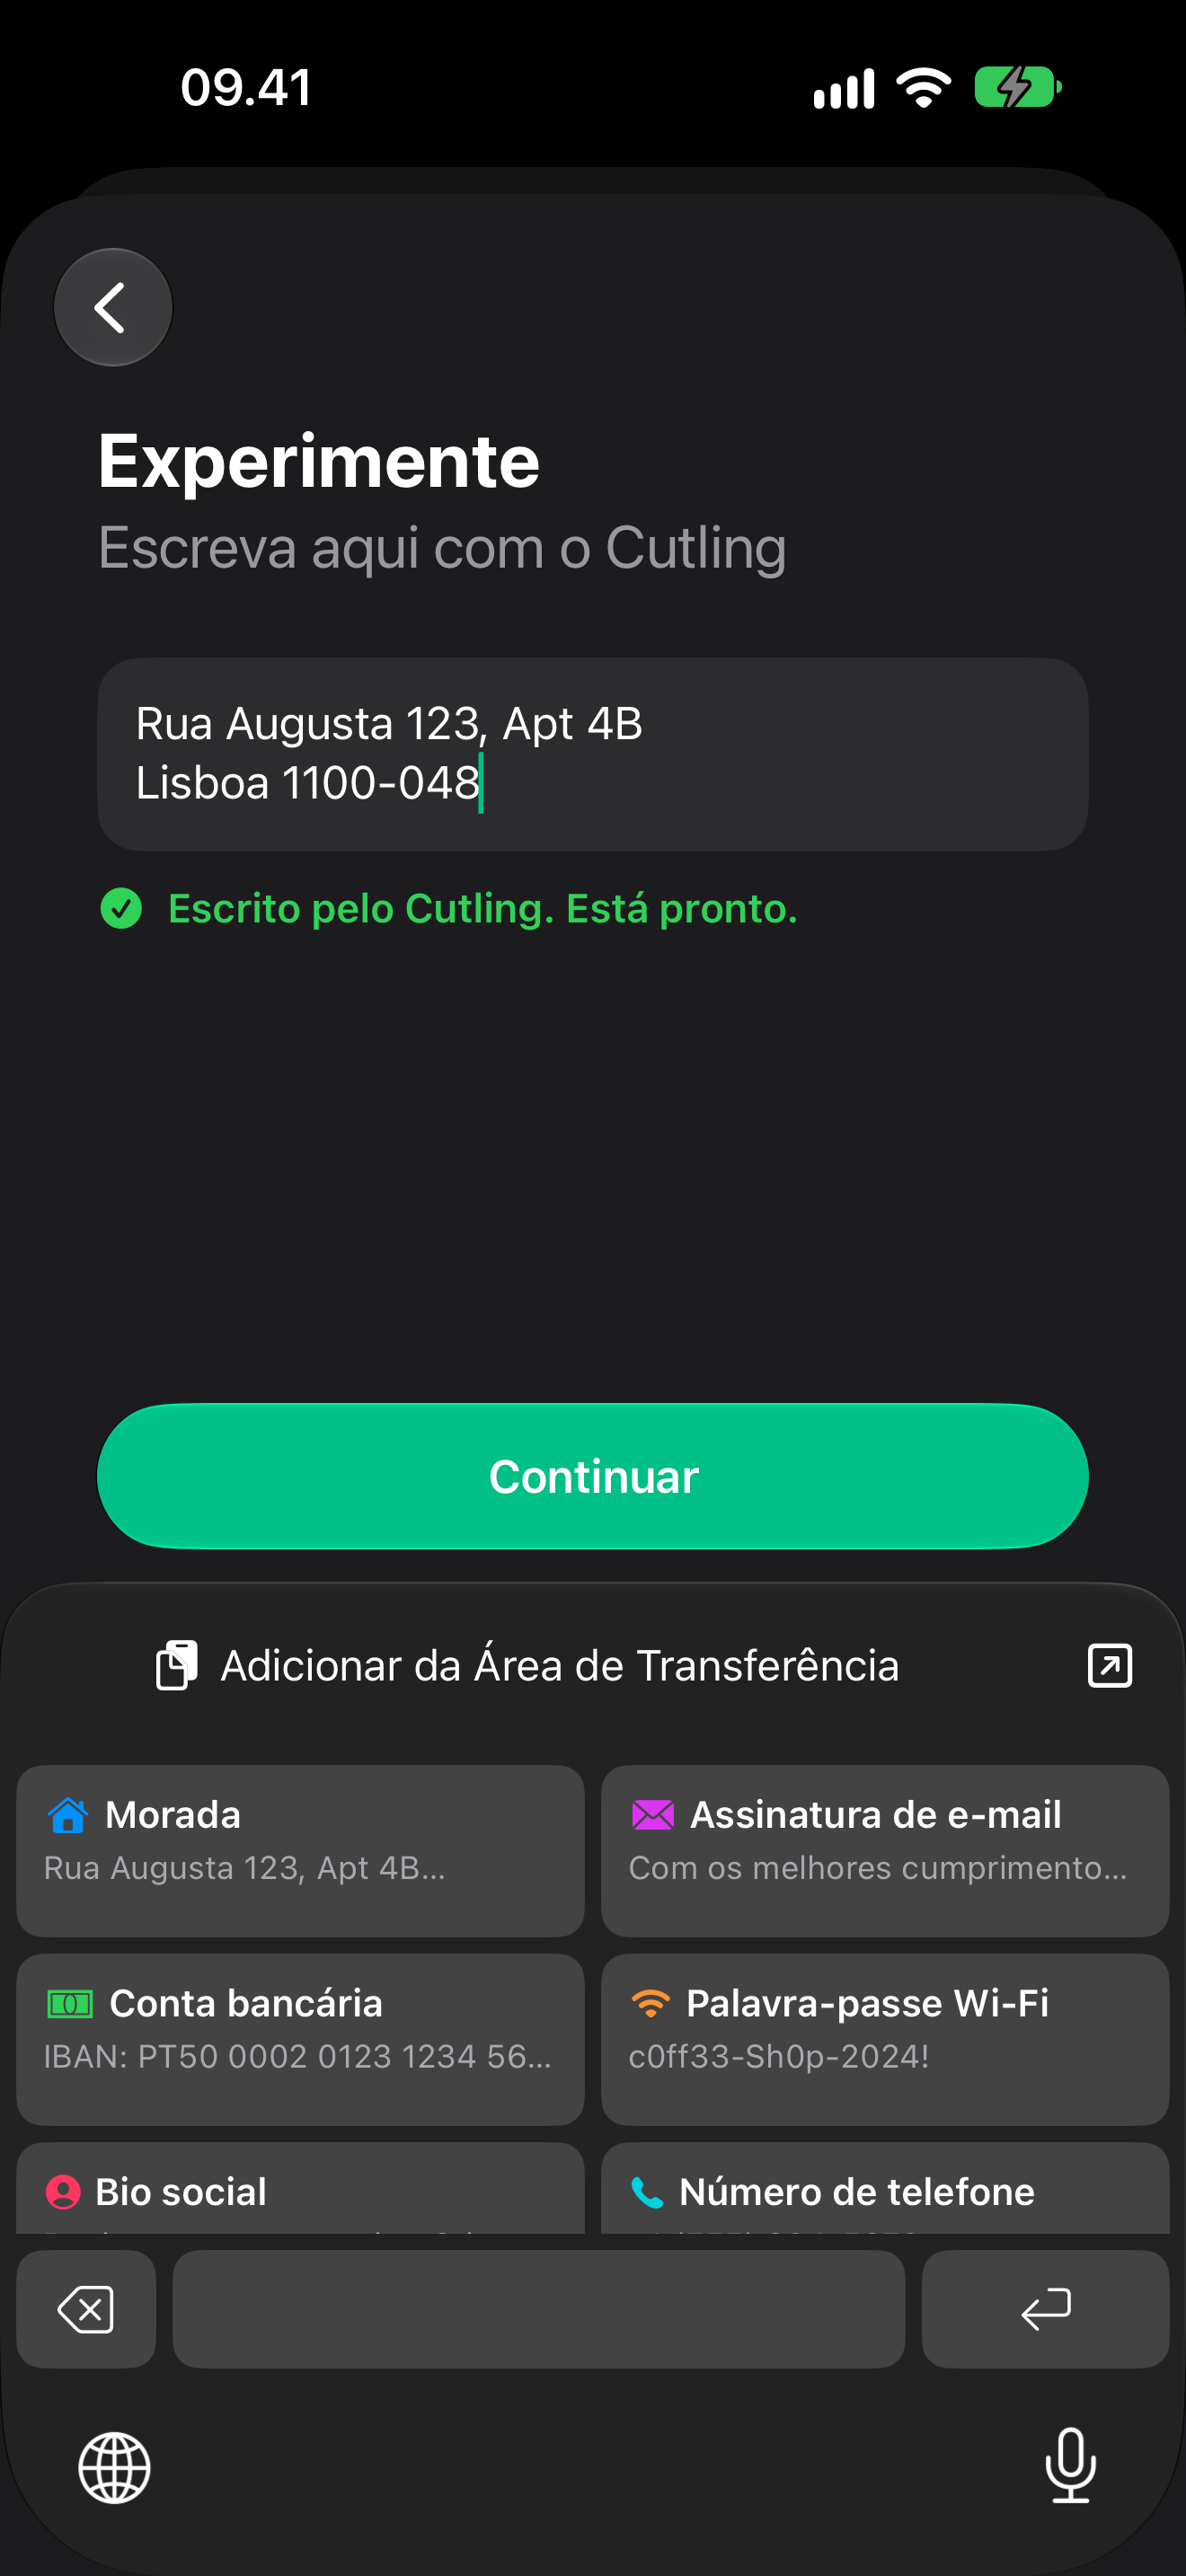 09.41
Experimente
Escreva aqui com o Cutling
Rua Augusta 123, Apt 4B
Lisboa 1100-048
Escrito pelo Cutling. Está pronto.
Continuar
Adicionar da Área de Transferência
Morada
Rua Augusta 123, Apt 4B...
Assinatura de e-mail
Com os melhores cumprimento...
Conta bancária
IBAN: PT50 0002 0123 1234 56...
Palavra-passe Wi-Fi
c0ff33-Sh0p-2024!
Bio social
Número de telefone